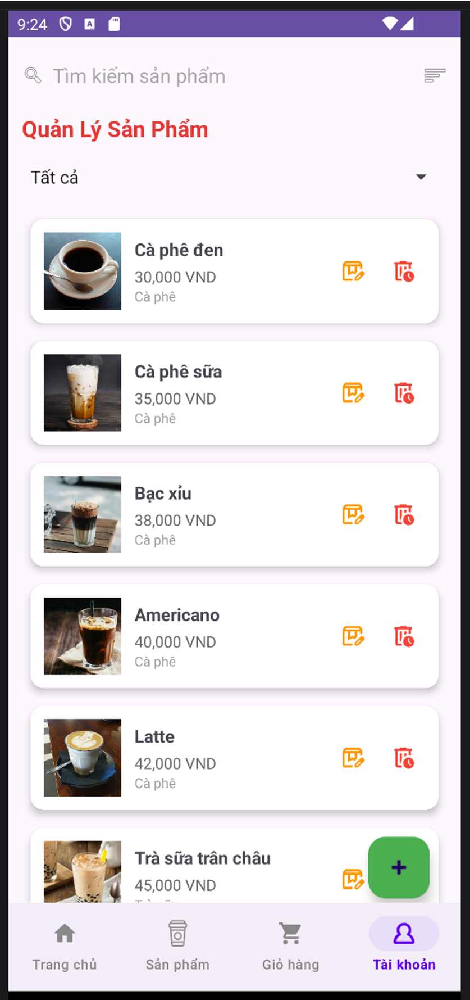 9:24
Tìm kiếm sản phẩm
Quản Lý Sản Phẩm
Tất cả
Cà phê đen
30,000 VND
Cà phê
Cà phê sữa
35,000 VND
Cà phê
Bạc xỉu
38,000 VND
Cà phê
Americano
40,000 VND
Cà phê
Latte
42,000 VND
Cà phê
Trà sữa trân châu
45,000 VND
+
Trang chủ
Sản phẩm
Giỏ hàng
Tài khoản